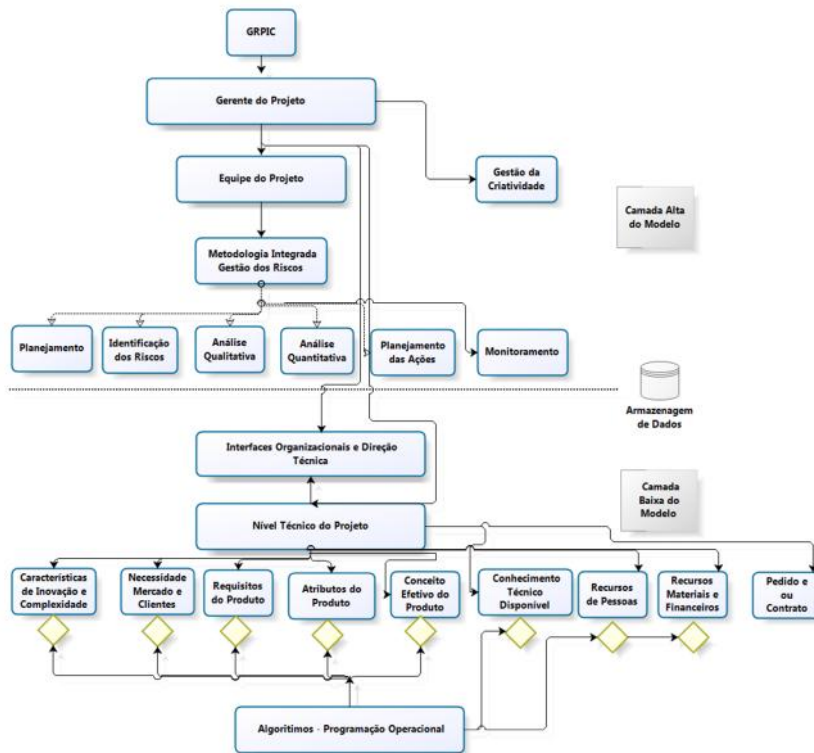 GRPIC
Gerente do Projeto
Equipe do Projeto
Gestão da
Criatividade
Camada Alta
do Modelo
Metodologia Integrada
Gestão dos Riscos
Planejamento
Identificação
dos Riscos
Análise
Qualitativa
Análise
Quantitativa
Planejamento
das Ações
Monitoramento
Armazenagem
de Dados
Interfaces Organizacionais e Direção
Técnica
Camada
Baixa do
Modelo
Nível Técnico do Projeto
Características
de Inovação e
Complexidade
Necessidade
Mercado e
Clientes
Requisitos
do Produto
Atributos do
Produto
Conceito
Efetivo do
Produto
Conhecimento
Técnico
Disponivel
Recursos
de Pessoas
Recursos
Materiais e
Financeiros
Pedido e
ou
Contrato
Algoritimos - Programação Operacional